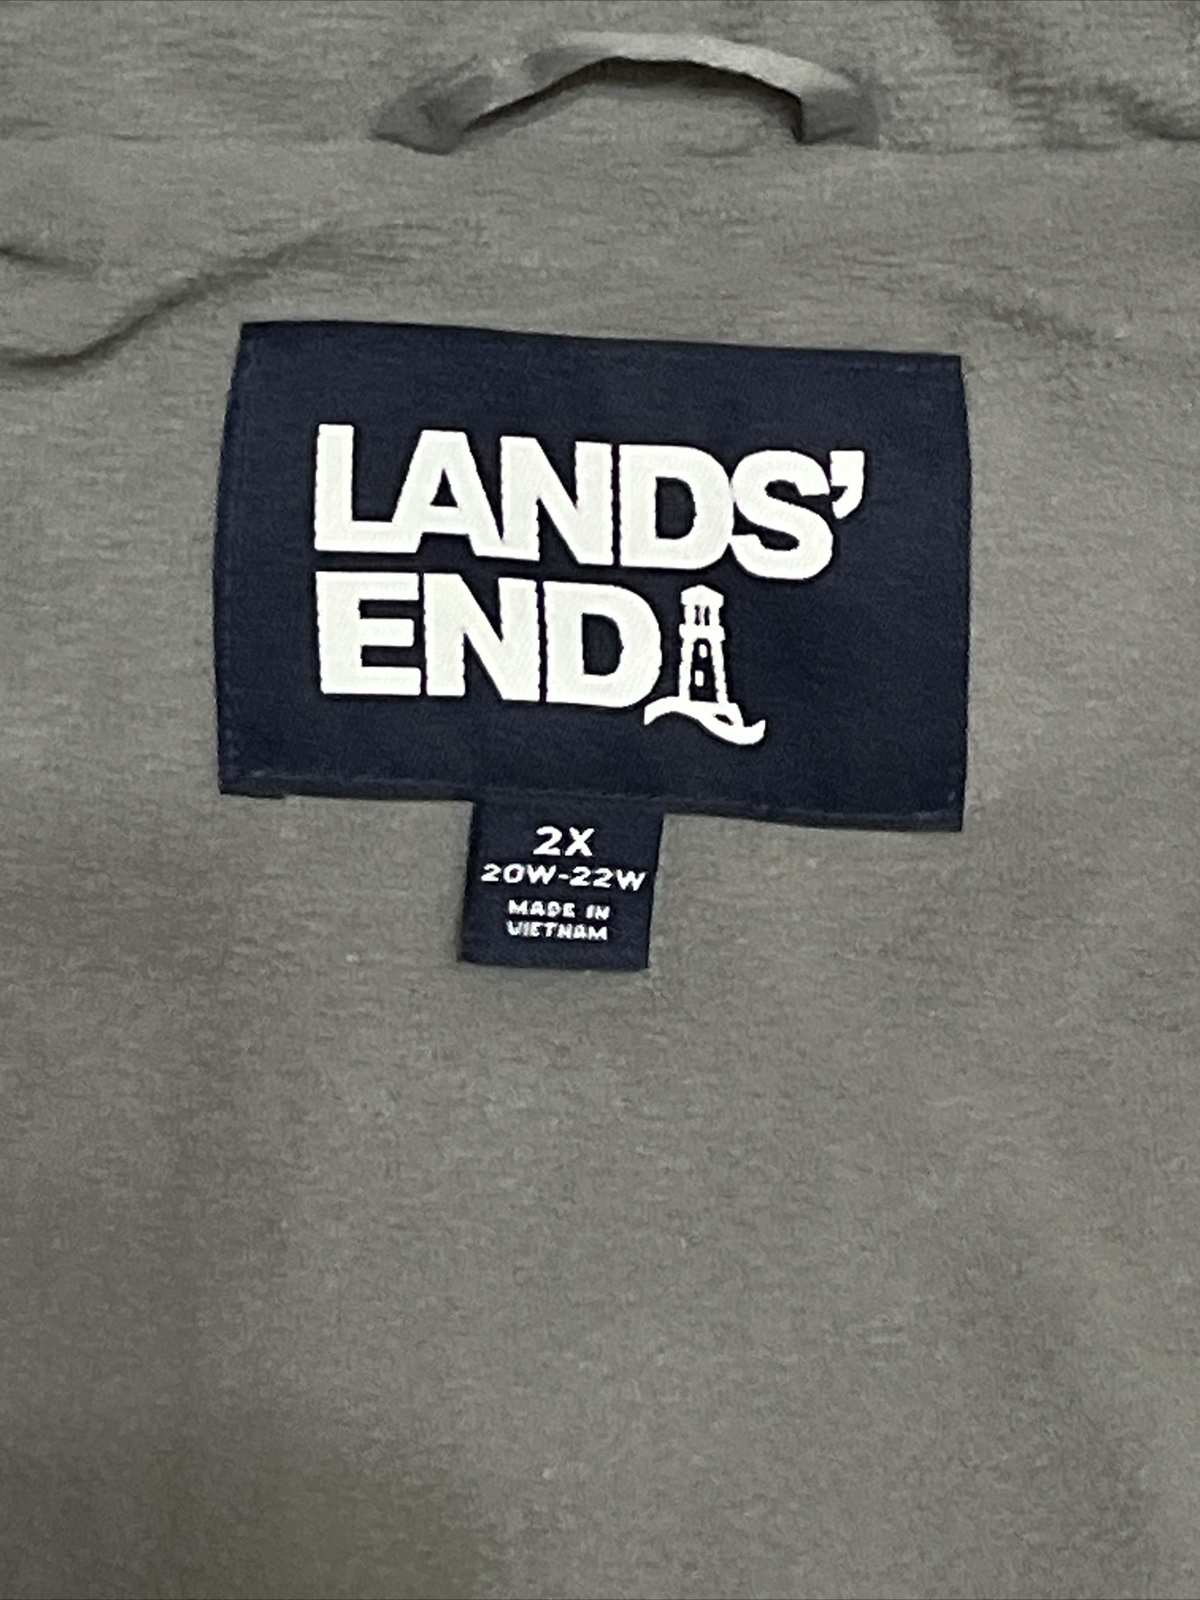 LANDS’
END
2X
20W-22W
MADE IN
VIETNAM